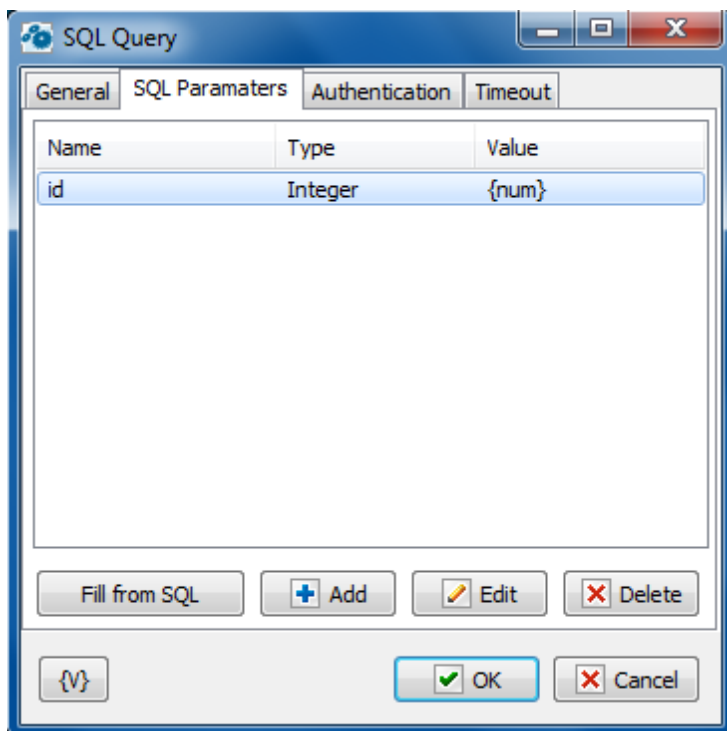 SQL Query
General SQL Paramaters Authentication Timeout
Name Type Value
id Integer {num}
Fill from SQL Add Edit Delete
{V} OK Cancel